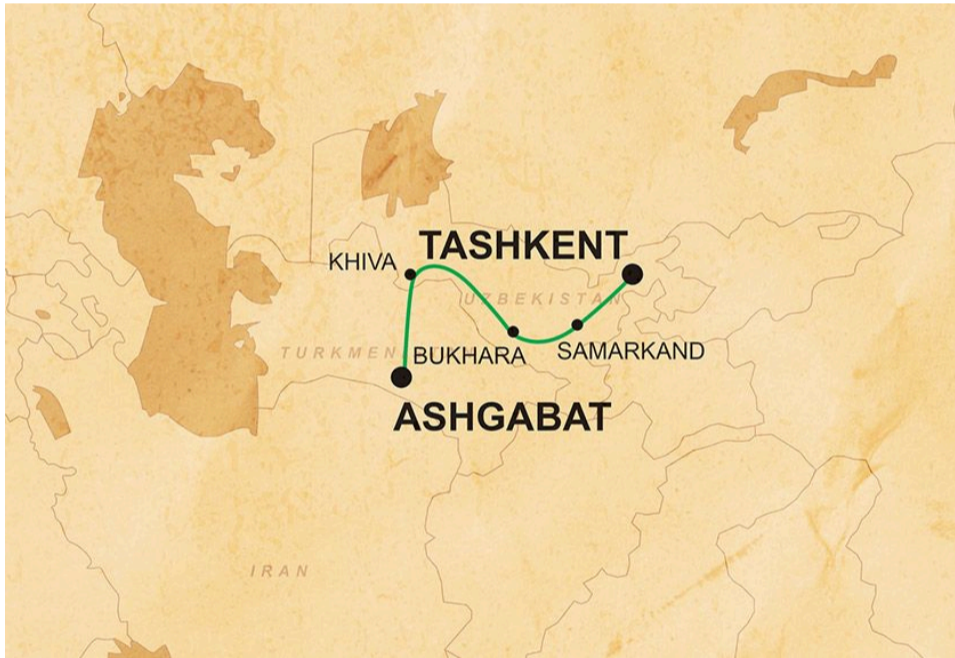 TASHKENT
KHIVA
UZBEKISTAN
TURKMEN
BUKHARA
SAMARKAND
ASHGABAT
IRAN